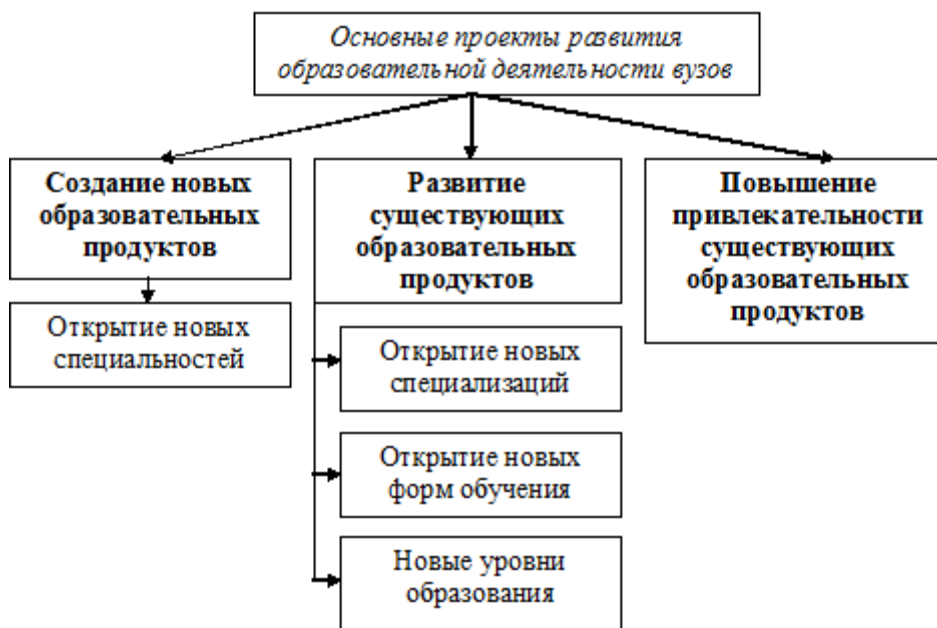 Основные проекты развития
образовательной деятельности вузов
Создание новых
образовательных
продуктов
Открытие новых
специальностей
Развитие
существующих
образовательных
продуктов
Открытие новых
специализаций
Открытие новых
форм обучения
Новые уровни
образования
Повышение
привлекательности
существующих
образовательных
продуктов